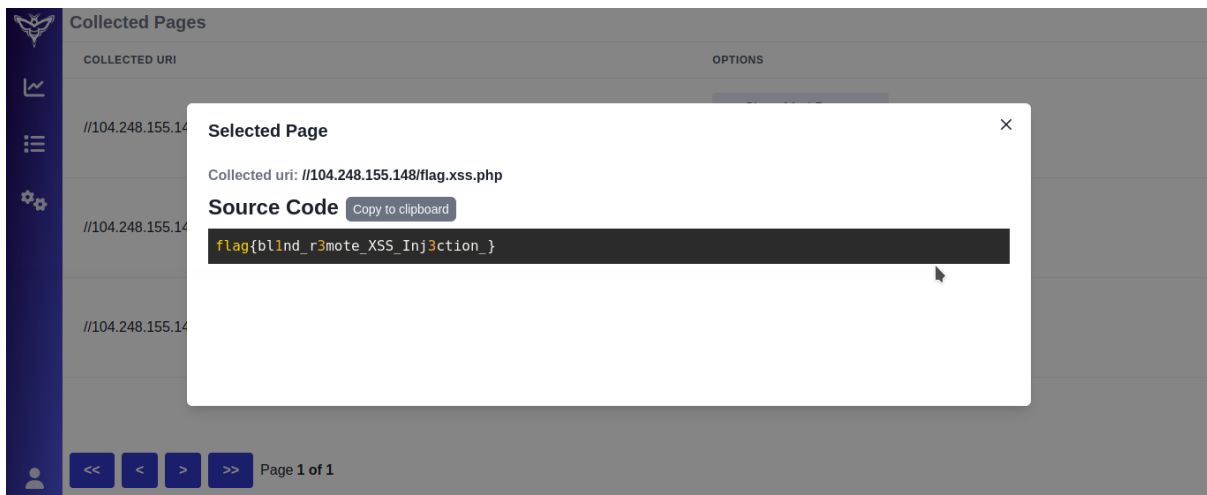 Collected Pages
COLLECTED URI OPTIONS
//104.248.155.14
Selected Page
Collected uri: //104.248.155.148/flag.xss.php
Source Code Copy to clipboard
flag{bl1nd_r3mote_XSS_Inj3ction_}
//104.248.155.14
//104.248.155.14
<< < > >> Page 1 of 1